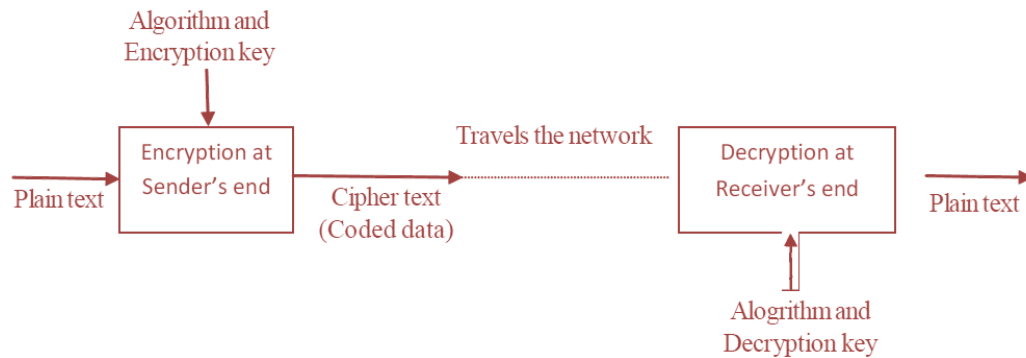 Algorithm and
Encryption key
Plain text
Encryption at
Sender's end
Cipher text
(Coded data)
Travels the network
Decryption at
Receiver's end
Plain text
Alogrithm and
Decryption key